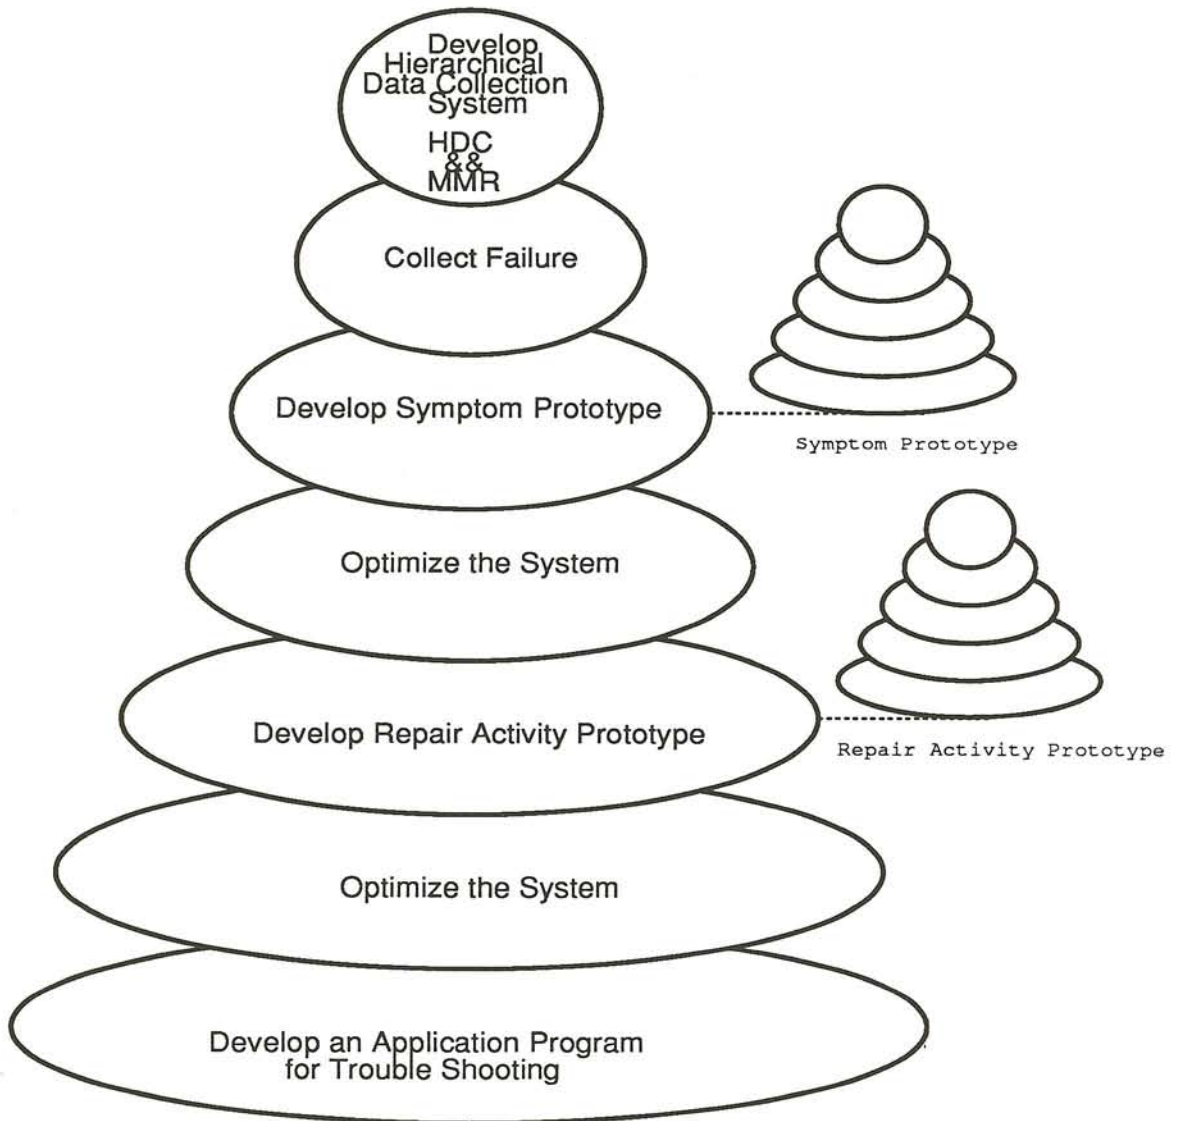 Develop
Hierarchical
Data Collection
System
HDC
&&
MMR
Collect Failure
Develop Symptom Prototype
Symptom Prototype
Optimize the System
Develop Repair Activity Prototype
Repair Activity Prototype
Optimize the System
Develop an Application Program
for Trouble Shooting